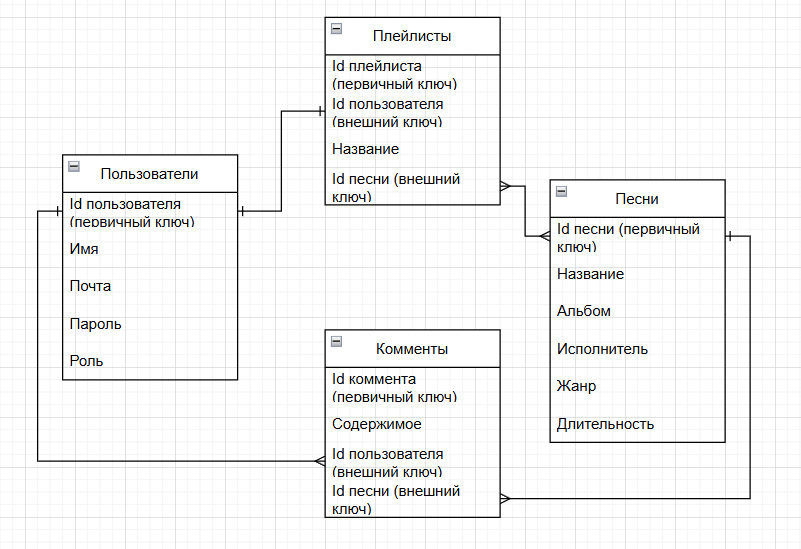 Плейлисты
Id плейлиста
(первичный ключ)
Id пользователя
(внешний ключ)
Название
Id песни (внешний
ключ)
Пользователи
Id пользователя
(первичный ключ)
Имя
Почта
Пароль
Роль
Песни
Id песни (первичный
ключ)
Название
Альбом
Исполнитель
Жанр
Длительность
Комменты
Id коммента
(первичный ключ)
Содержимое
Id пользователя
(внешний ключ)
Id песни (внешний
ключ)